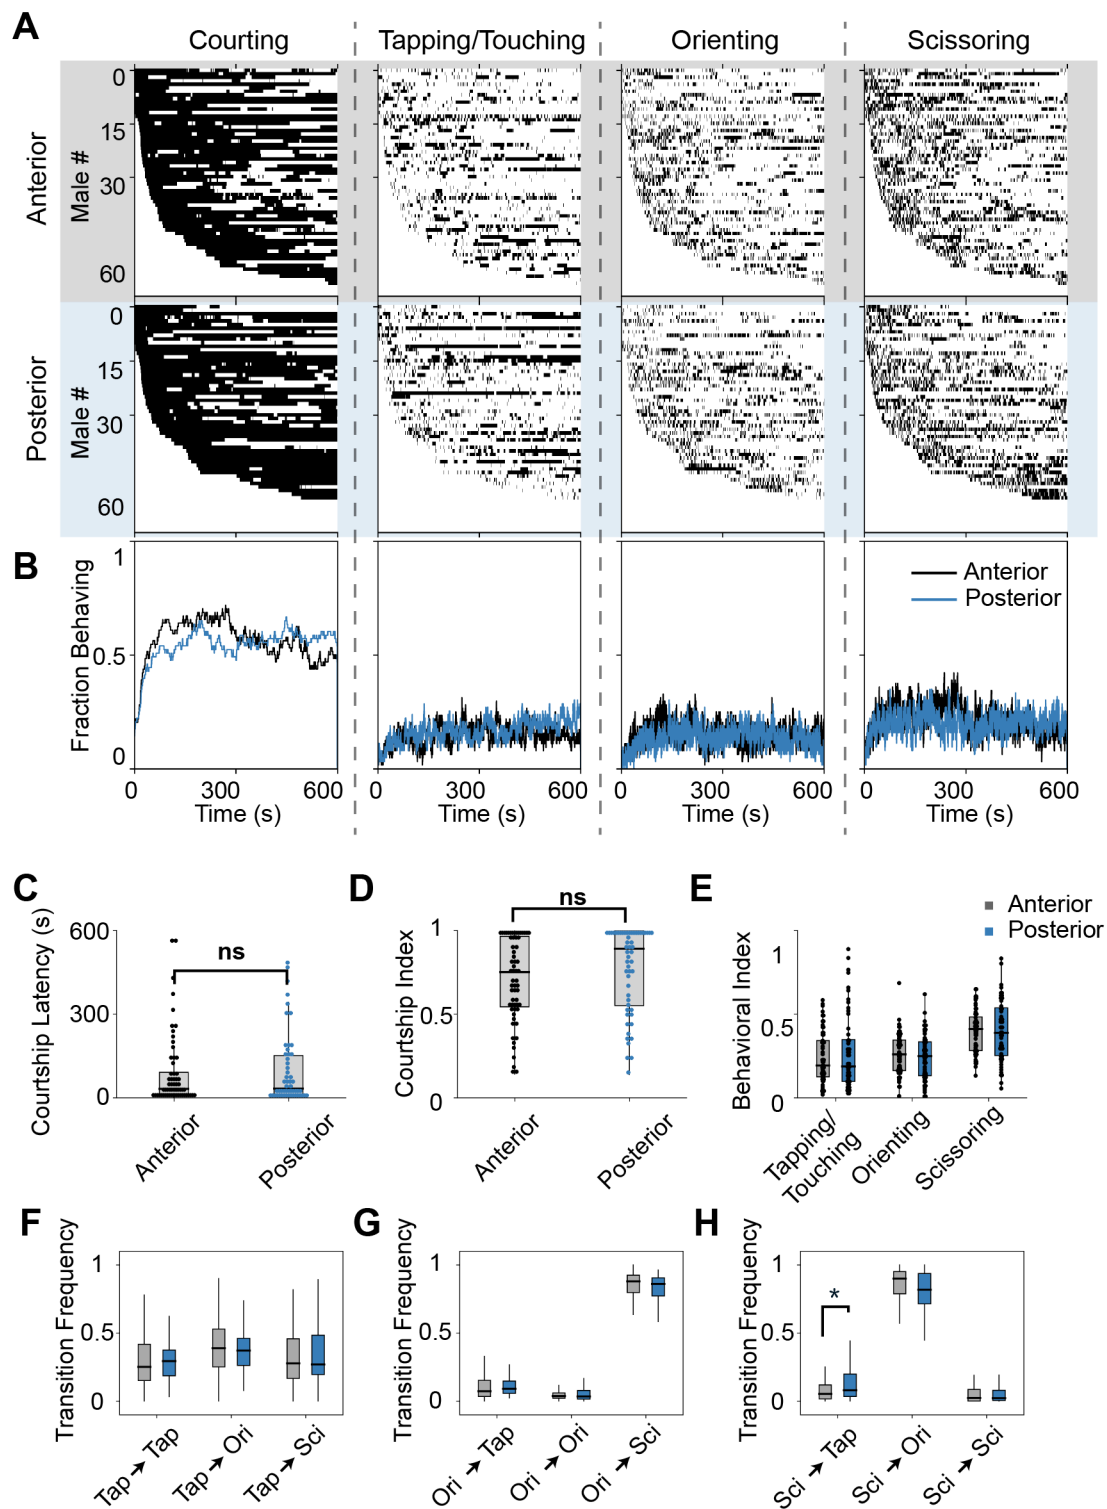 A
Courting
Tapping/Touching
Orienting
Scissoring
Anterior
Male #
0
15
30
60
Posterior
Male #
0
15
30
60
B
Fraction Behaving
1
0.5
0
Anterior
Posterior
0 300 600
0 300 600
0 300 600
0 300 600
Time (s)
Time (s)
Time (s)
Time (s)
C
Courtship Latency (s)
600
300
0
ns
Anterior
Posterior
D
Courtship Index
1
0.5
0
ns
Anterior
Posterior
E
Anterior
Posterior
Behavioral Index
1
0.5
0
Tapping/
Touching
Orienting
Scissoring
F
Transition Frequency
1
0.5
0
Tap → Tap
Tap → Ori
Tap → Sci
G
Transition Frequency
1
0.5
0
Ori → Tap
Ori → Ori
Ori → Sci
H
Transition Frequency
1
0.5
0
*
Sci → Tap
Sci → Ori
Sci → Sci